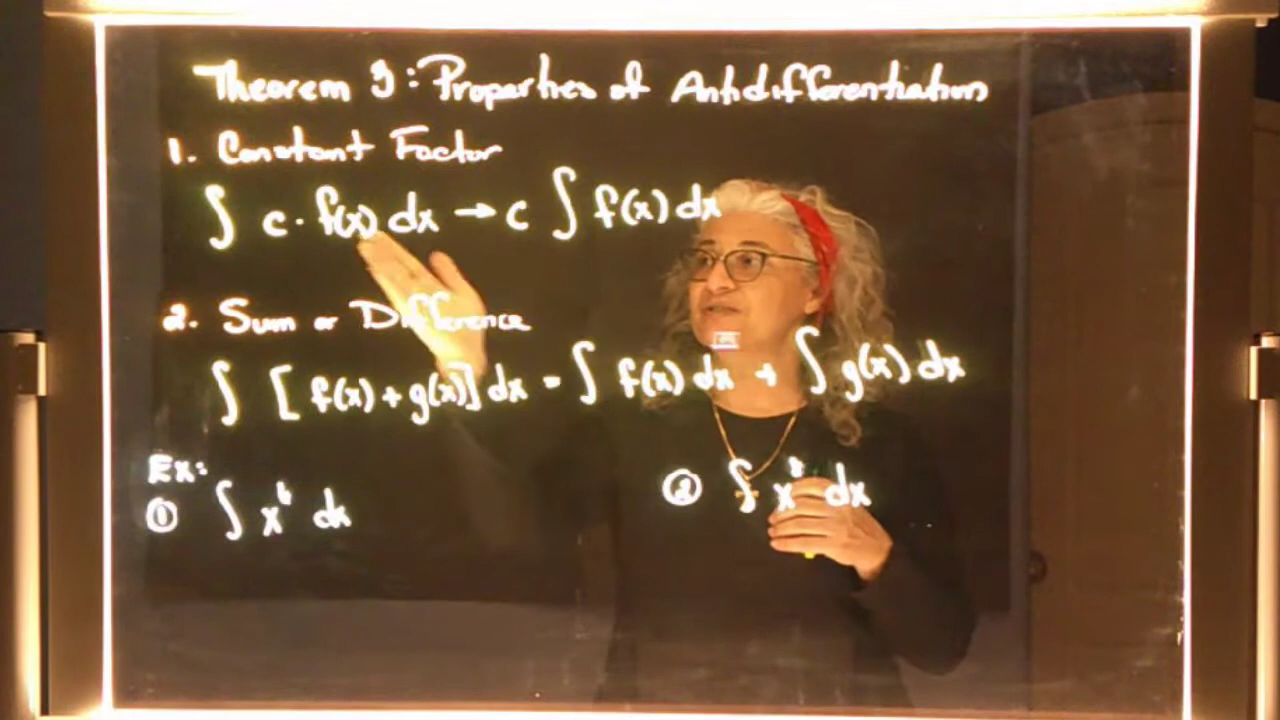 Theorem 3: Properties of Antidifferentiation
1. Constant Factor
∫ c · f(x) dx → c ∫ f(x) dx
2. Sum or Difference
∫ [f(x) + g(x)] dx = ∫ f(x) dx + ∫ g(x) dx
Ex:
① ∫ x⁶ dx
② ∫ x dx